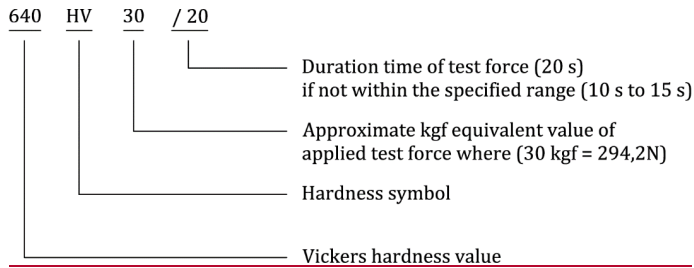 640 HV 30 / 20
Duration time of test force (20 s)
if not within the specified range (10 s to 15 s)
Approximate kgf equivalent value of
applied test force where (30 kgf = 294,2N)
Hardness symbol
Vickers hardness value